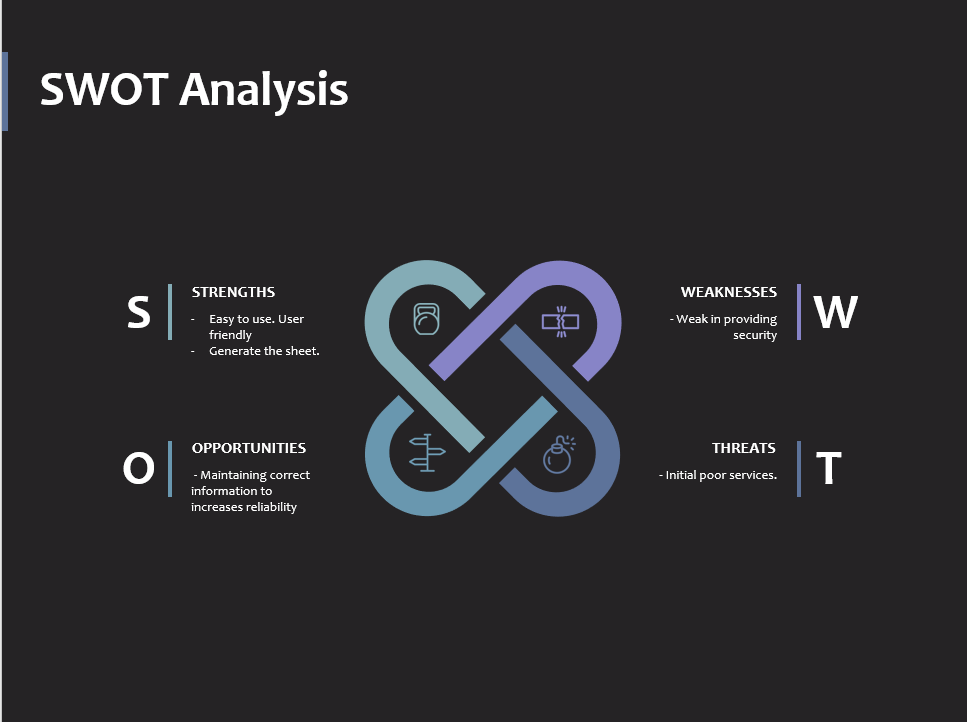 SWOT Analysis
S
STRENGTHS
- Easy to use. User
friendly
- Generate the sheet.
WEAKNESSES
- Weak in providing
security
W
O
OPPORTUNITIES
- Maintaining correct
information to
increases reliability
THREATS
- Initial poor services.
T